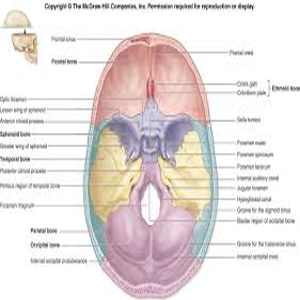 Copyright © The McGraw-Hill Companies, Inc. Permission required for reproduction or display.
Frontal sinus
Frontal bone
Optic foramen
Lesser wing of sphenoid
Anterior clinoid process
Sphenoid bone
Greater wing of sphenoid
Temporal bone
Posterior clinoid process
Petrous region of temporal bone
Foramen magnum
Parietal bone
Occipital bone
Internal occipital protuberance
Frontal crest
Crista galli
Cribriform plate
Ethmoid bone
Sella turcica
Foramen ovale
Foramen spinosum
Foramen lacerum
Internal auditory canal
Jugular foramen
Hypoglossal canal
Groove for the sigmoid sinus
Basilar region of occipital bone
Groove for the transverse sinus
Internal occipital crest